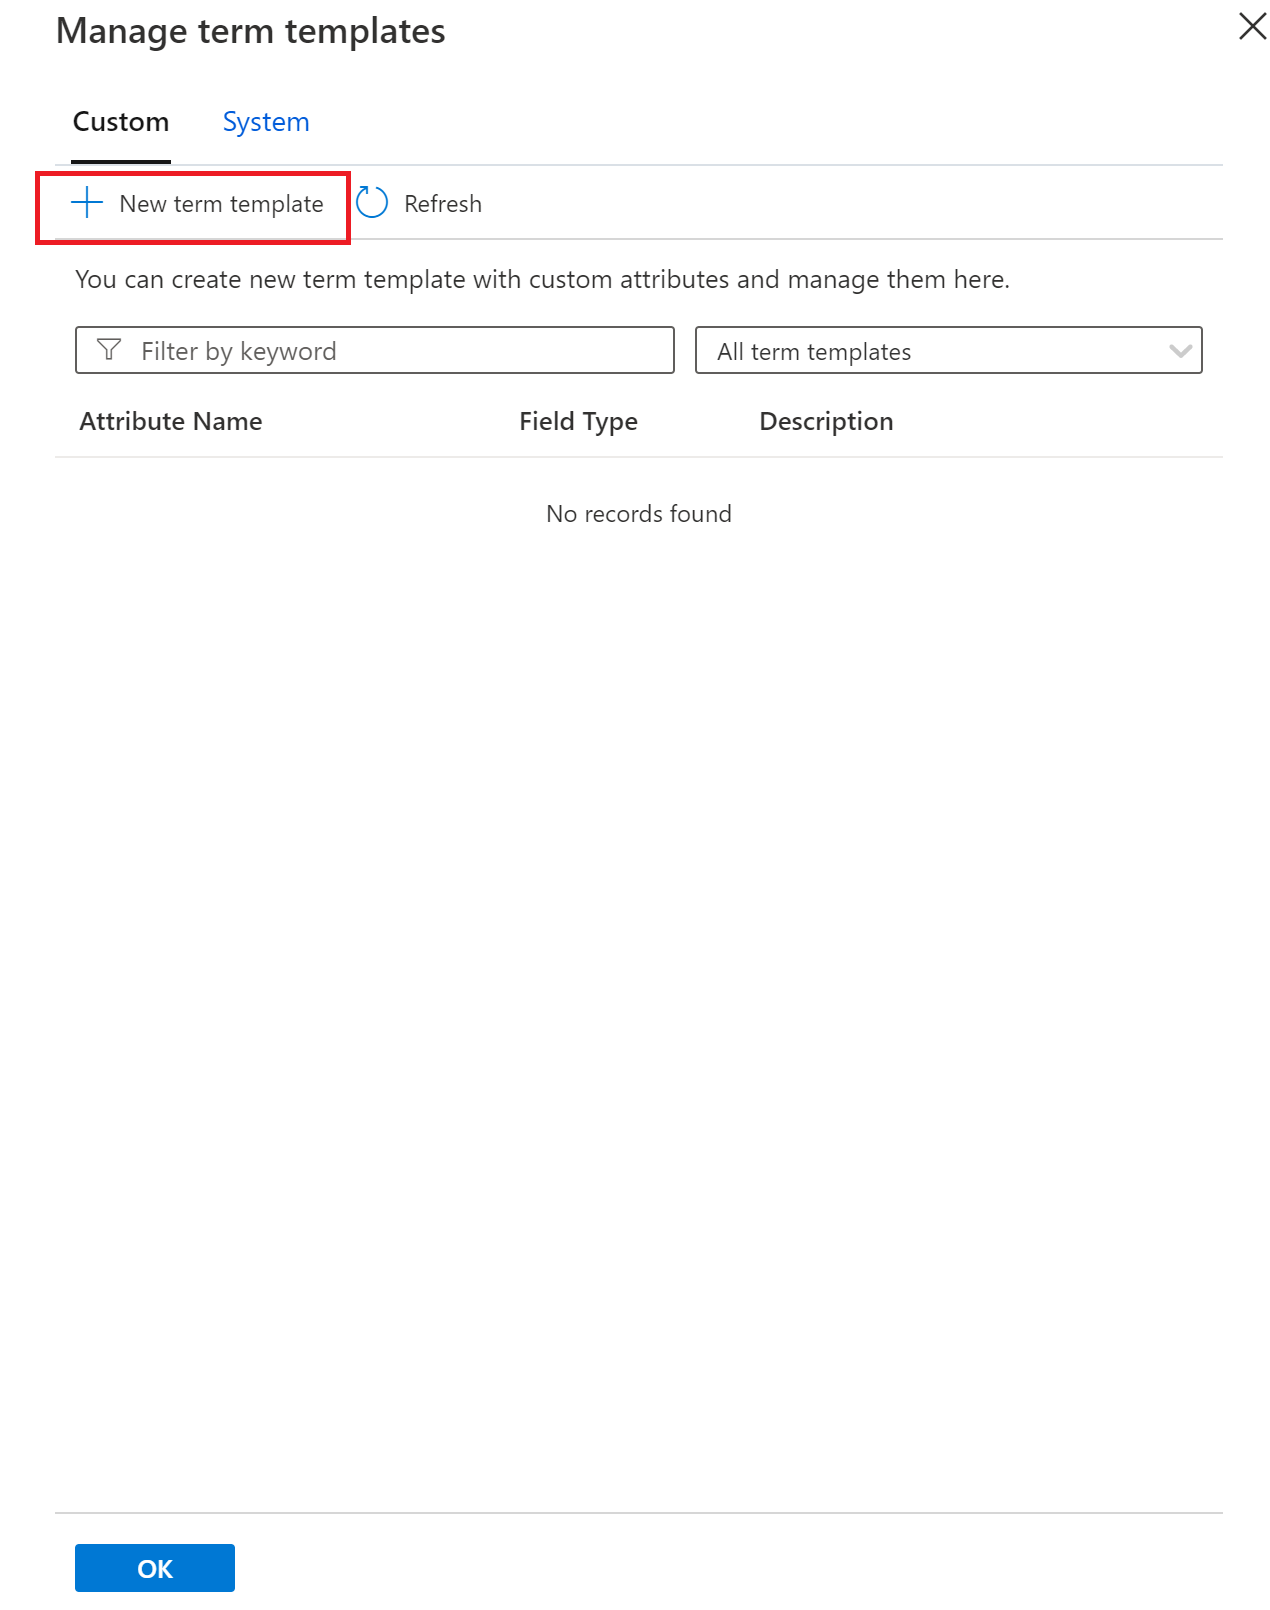 Manage term templates
Custom System
New term template Refresh
You can create new term template with custom attributes and manage them here.
Filter by keyword All term templates
Attribute Name Field Type Description
No records found
OK